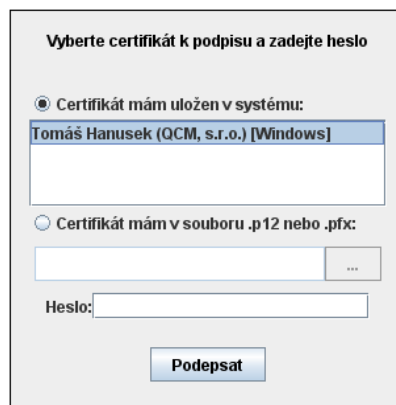 Vyberte certifikát k podpisu a zadejte heslo
Certifikát mám uložen v systému:
Tomáš Hanusek (QCM, s.r.o.) [Windows]
Certifikát mám v souboru .p12 nebo .pfx:
...
Heslo:
Podepsat